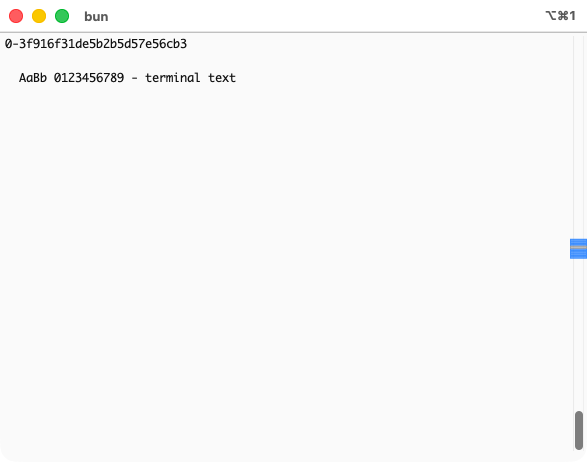 bun
⌥⌘1
0-3f916f31de5b2b5d57e56cb3
AaBb 0123456789 - terminal text